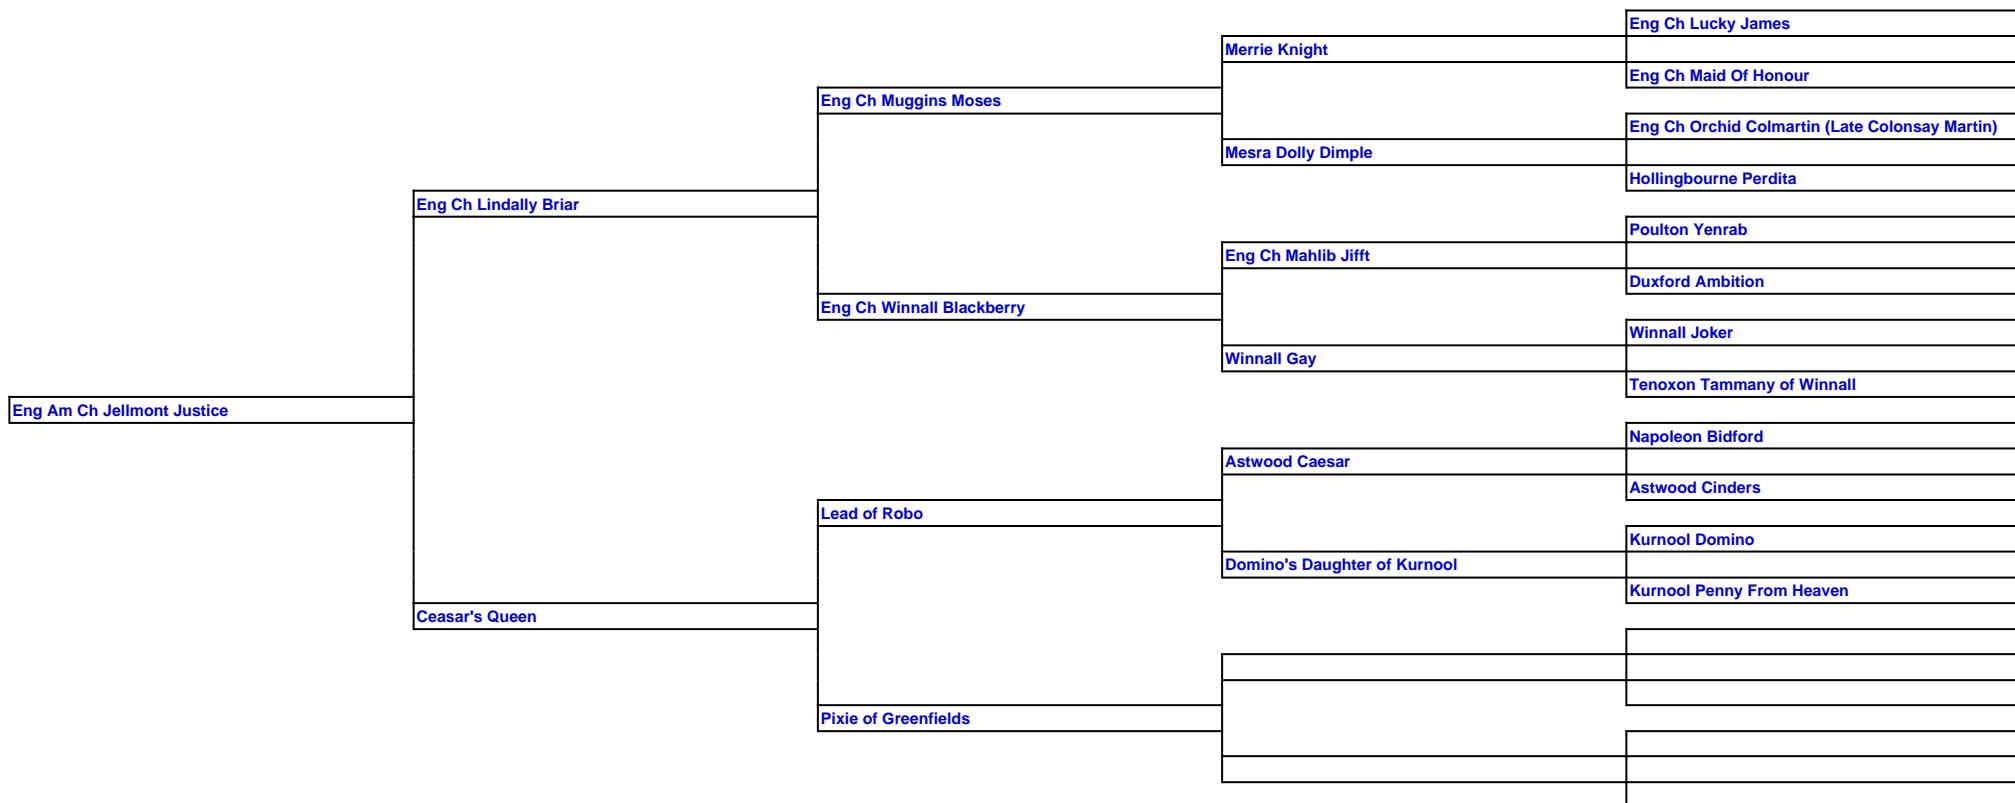 Eng Ch Lucky James
Merrie Knight
Eng Ch Maid Of Honour
Eng Ch Muggins Moses
Eng Ch Orchid Colmartin (Late Colonsay Martin)
Mesra Dolly Dimple
Hollingbourne Perdita
Eng Ch Lindally Briar
Poulton Yenrab
Eng Ch Mahlib Jifft
Duxford Ambition
Eng Ch Winnall Blackberry
Winnall Joker
Winnall Gay
Tenoxon Tammany of Winnall
Eng Am Ch Jellmont Justice
Napoleon Bidford
Astwood Caesar
Astwood Cinders
Lead of Robo
Kurnool Domino
Domino's Daughter of Kurnool
Kurnool Penny From Heaven
Ceasar's Queen
Pixie of Greenfields